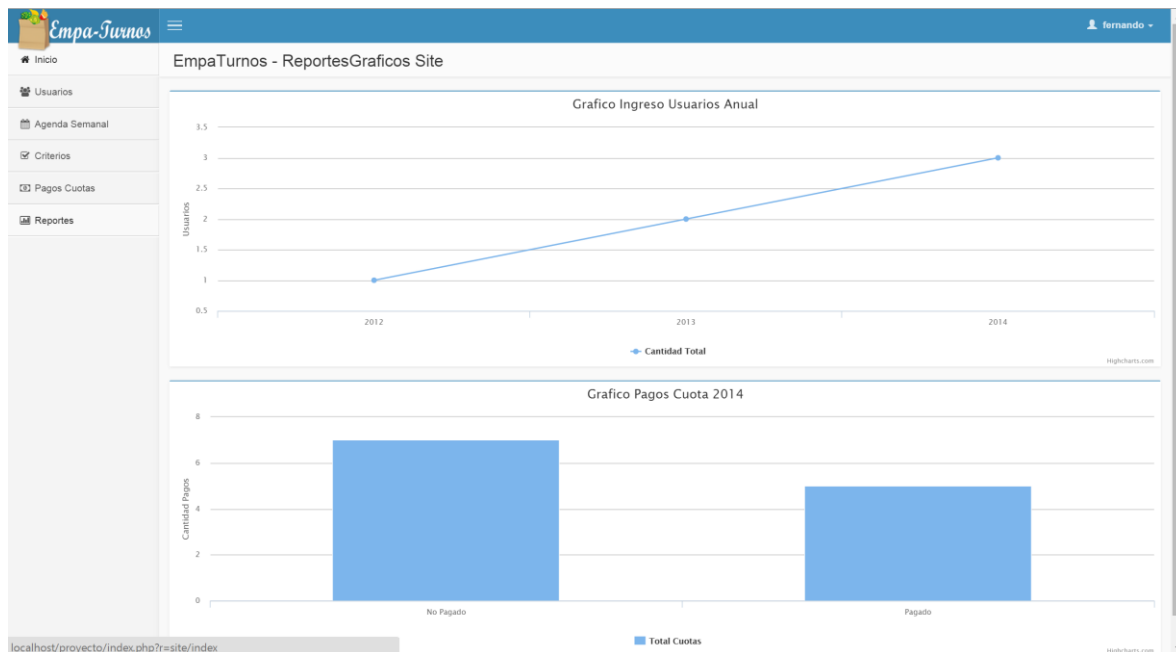 Empa-Turnos
fernando
Inicio
Usuarios
Agenda Semanal
Criterios
Pagos Cuotas
Reportes
EmpaTurnos - ReportesGraficos Site
Grafico Ingreso Usuarios Anual
3.5
3
2.5
2
1.5
1
0.5
Usuarios
2012
2013
2014
Cantidad Total
Highcharts.com
Grafico Pagos Cuota 2014
8
6
4
2
0
Cantidad Pagos
No Pagado
Pagado
Total Cuotas
Highcharts.com
localhost/proyecto/index.php?r=site/index